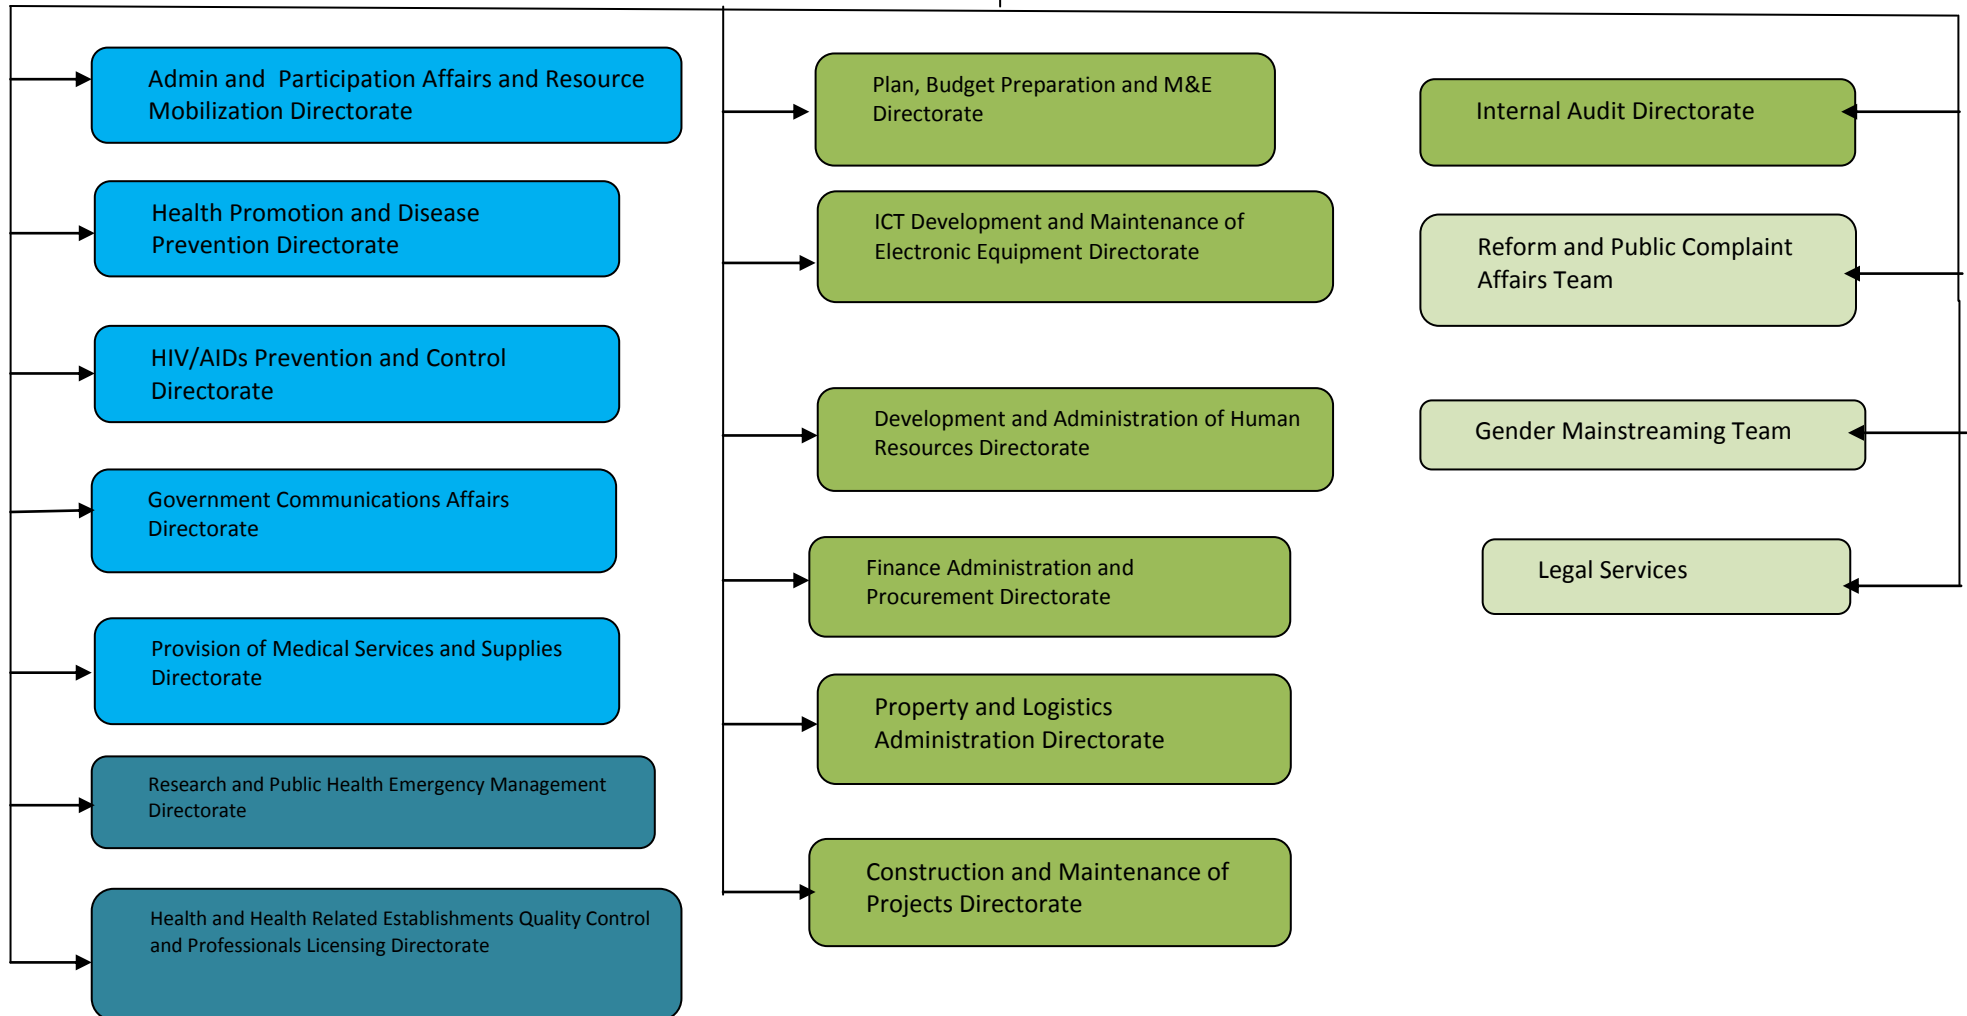 Admin and  Participation Affairs and Resource
Mobilization Directorate
Health Promotion and Disease
Prevention Directorate
HIV/AIDs Prevention and Control
Directorate
Government Communications Affairs
Directorate
Provision of Medical Services and Supplies
Directorate
Research and Public Health Emergency Management
Directorate
Health and Health Related Establishments Quality Control
and Professionals Licensing Directorate
Plan, Budget Preparation and M&E
Directorate
ICT Development and Maintenance of
Electronic Equipment Directorate
Development and Administration of Human
Resources Directorate
Finance Administration and
Procurement Directorate
Property and Logistics
Administration Directorate
Construction and Maintenance of
Projects Directorate
Internal Audit Directorate
Reform and Public Complaint
Affairs Team
Gender Mainstreaming Team
Legal Services